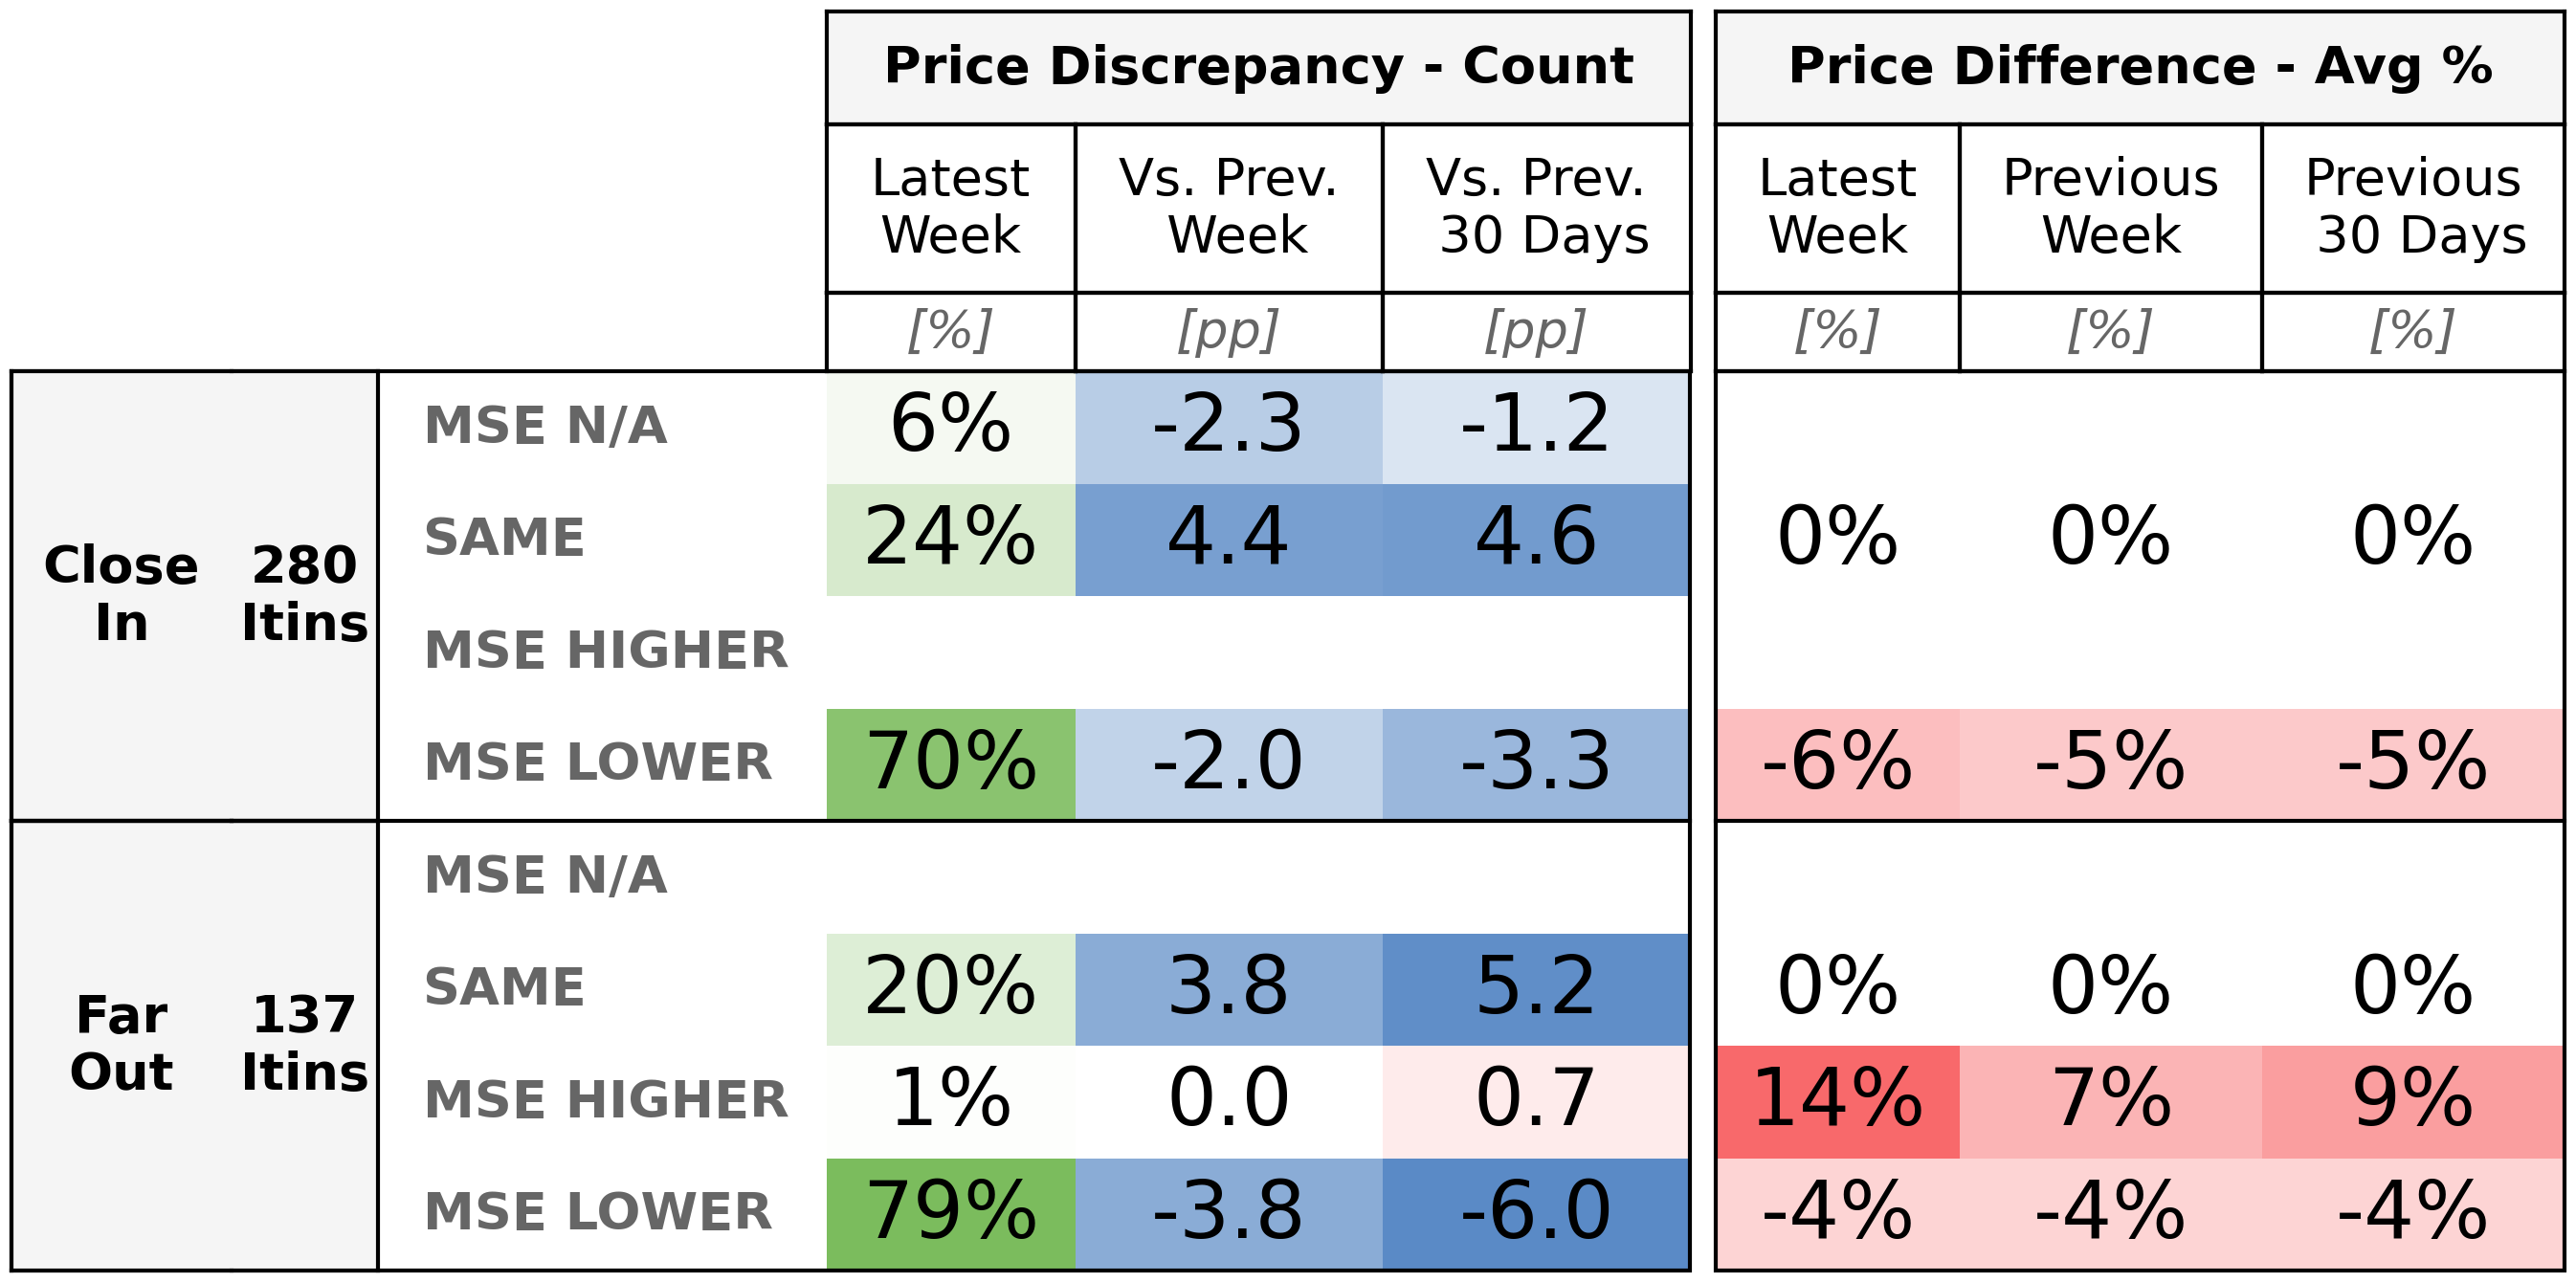 Price Discrepancy - Count Price Difference - Avg %
Latest Week Vs. Prev. Week Vs. Prev. 30 Days Latest Week Previous Week Previous 30 Days
[%] [pp] [pp] [%] [%] [%]
Close In 280 Itins
MSE N/A 6% -2.3 -1.2
SAME 24% 4.4 4.6 0% 0% 0%
MSE HIGHER
MSE LOWER 70% -2.0 -3.3 -6% -5% -5%
Far Out 137 Itins
MSE N/A
SAME 20% 3.8 5.2 0% 0% 0%
MSE HIGHER 1% 0.0 0.7 14% 7% 9%
MSE LOWER 79% -3.8 -6.0 -4% -4% -4%